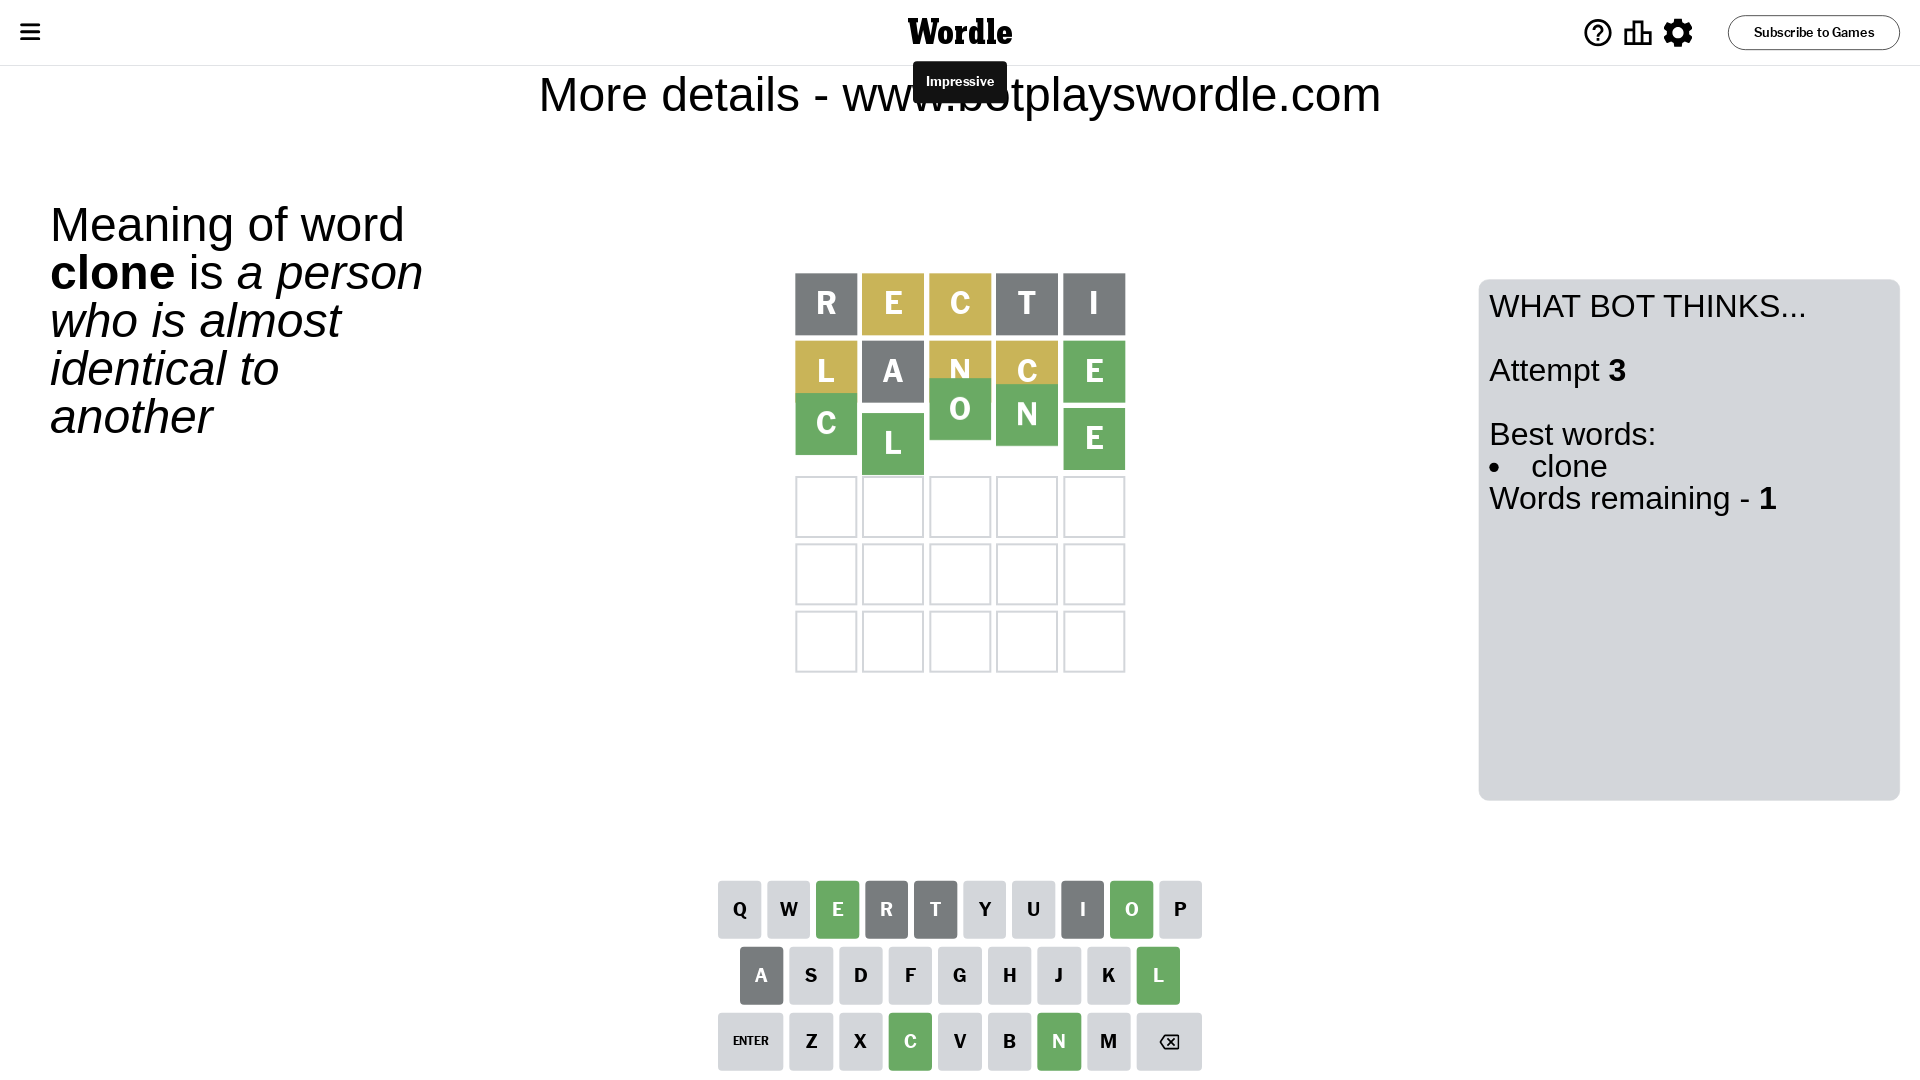 Wordle
Subscribe to Games
Impressive
More details - www.botplayswordle.com
Meaning of word
clone is a person
who is almost
identical to
another
R E C T I
L A N C E
C L O N E
WHAT BOT THINKS...
Attempt 3
Best words:
• clone
Words remaining - 1
Q W E R T Y U I O P
A S D F G H J K L
ENTER Z X C V B N M